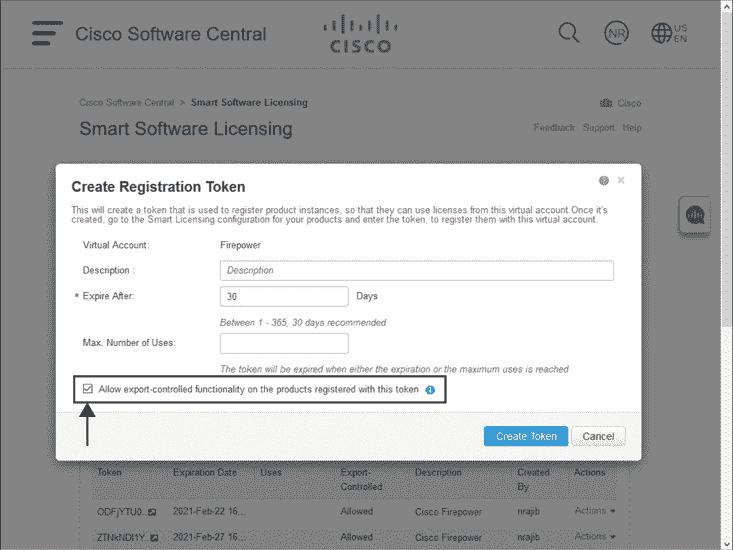 Cisco Software Central
CISCO
NR
US
EN
Cisco Software Central > Smart Software Licensing
Cisco
Smart Software Licensing
Feedback Support Help
Create Registration Token
This will create a token that is used to register product instances, so that they can use licenses from this virtual account.Once it's
created, go to the Smart Licensing configuration for your products and enter the token, to register them with this virtual account.
Virtual Account: Firepower
Description : Description
* Expire After: 30 Days
Between 1 - 365, 30 days recommended
Max. Number of Uses:
The token will be expired when either the expiration or the maximum uses is reached
Allow export-controlled functionality on the products registered with this token
Create Token Cancel
Token Expiration Date Uses Export-Controlled Description Created By Actions
ODFjYTU0.. 2021-Feb-22 16... Allowed Cisco Firepower nrajib Actions
ZTNkNDI1Y.. 2021-Feb-27 16... Allowed Cisco Firepower nrajib Actions